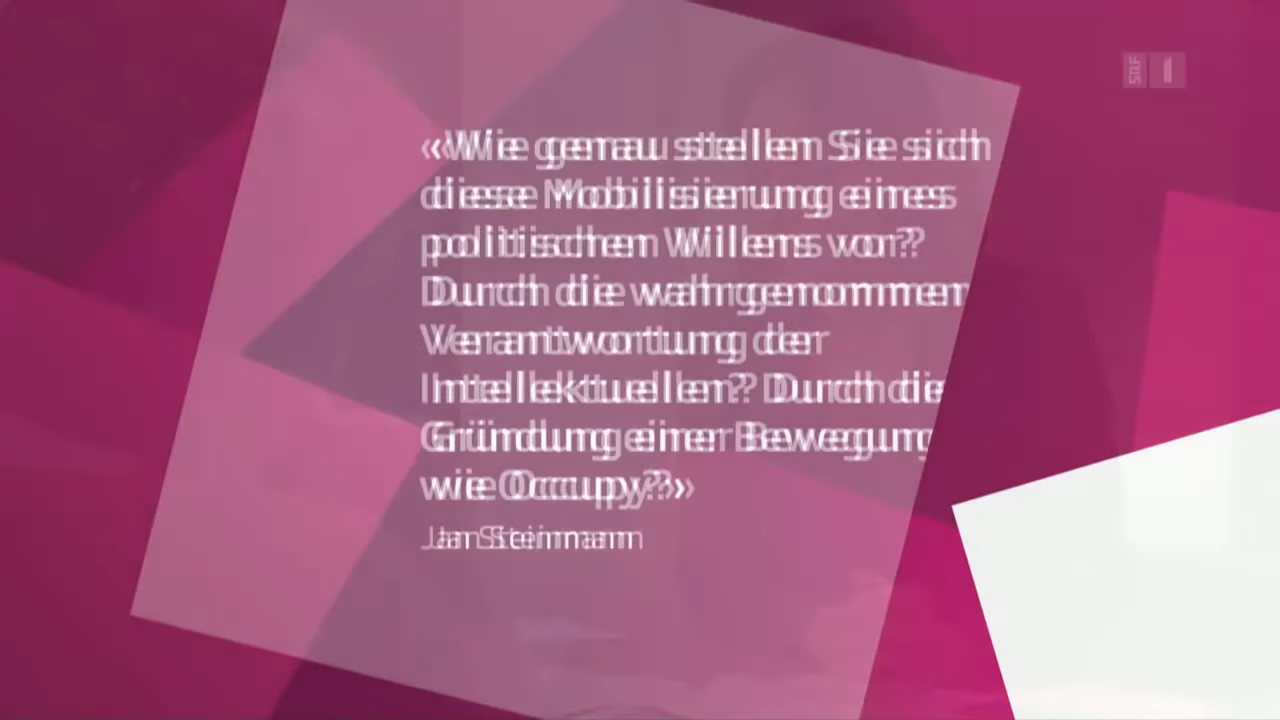 SRF 1
«Wie genau stellen Sie sich
diese Mobilisierung eines
politischen Willens vor?
Durch die wahrgenommen
Verantwortung der
Intellektuellen? Durch die
Gründung einer Bewegung
wie Occupy?»
Jan Steinmann